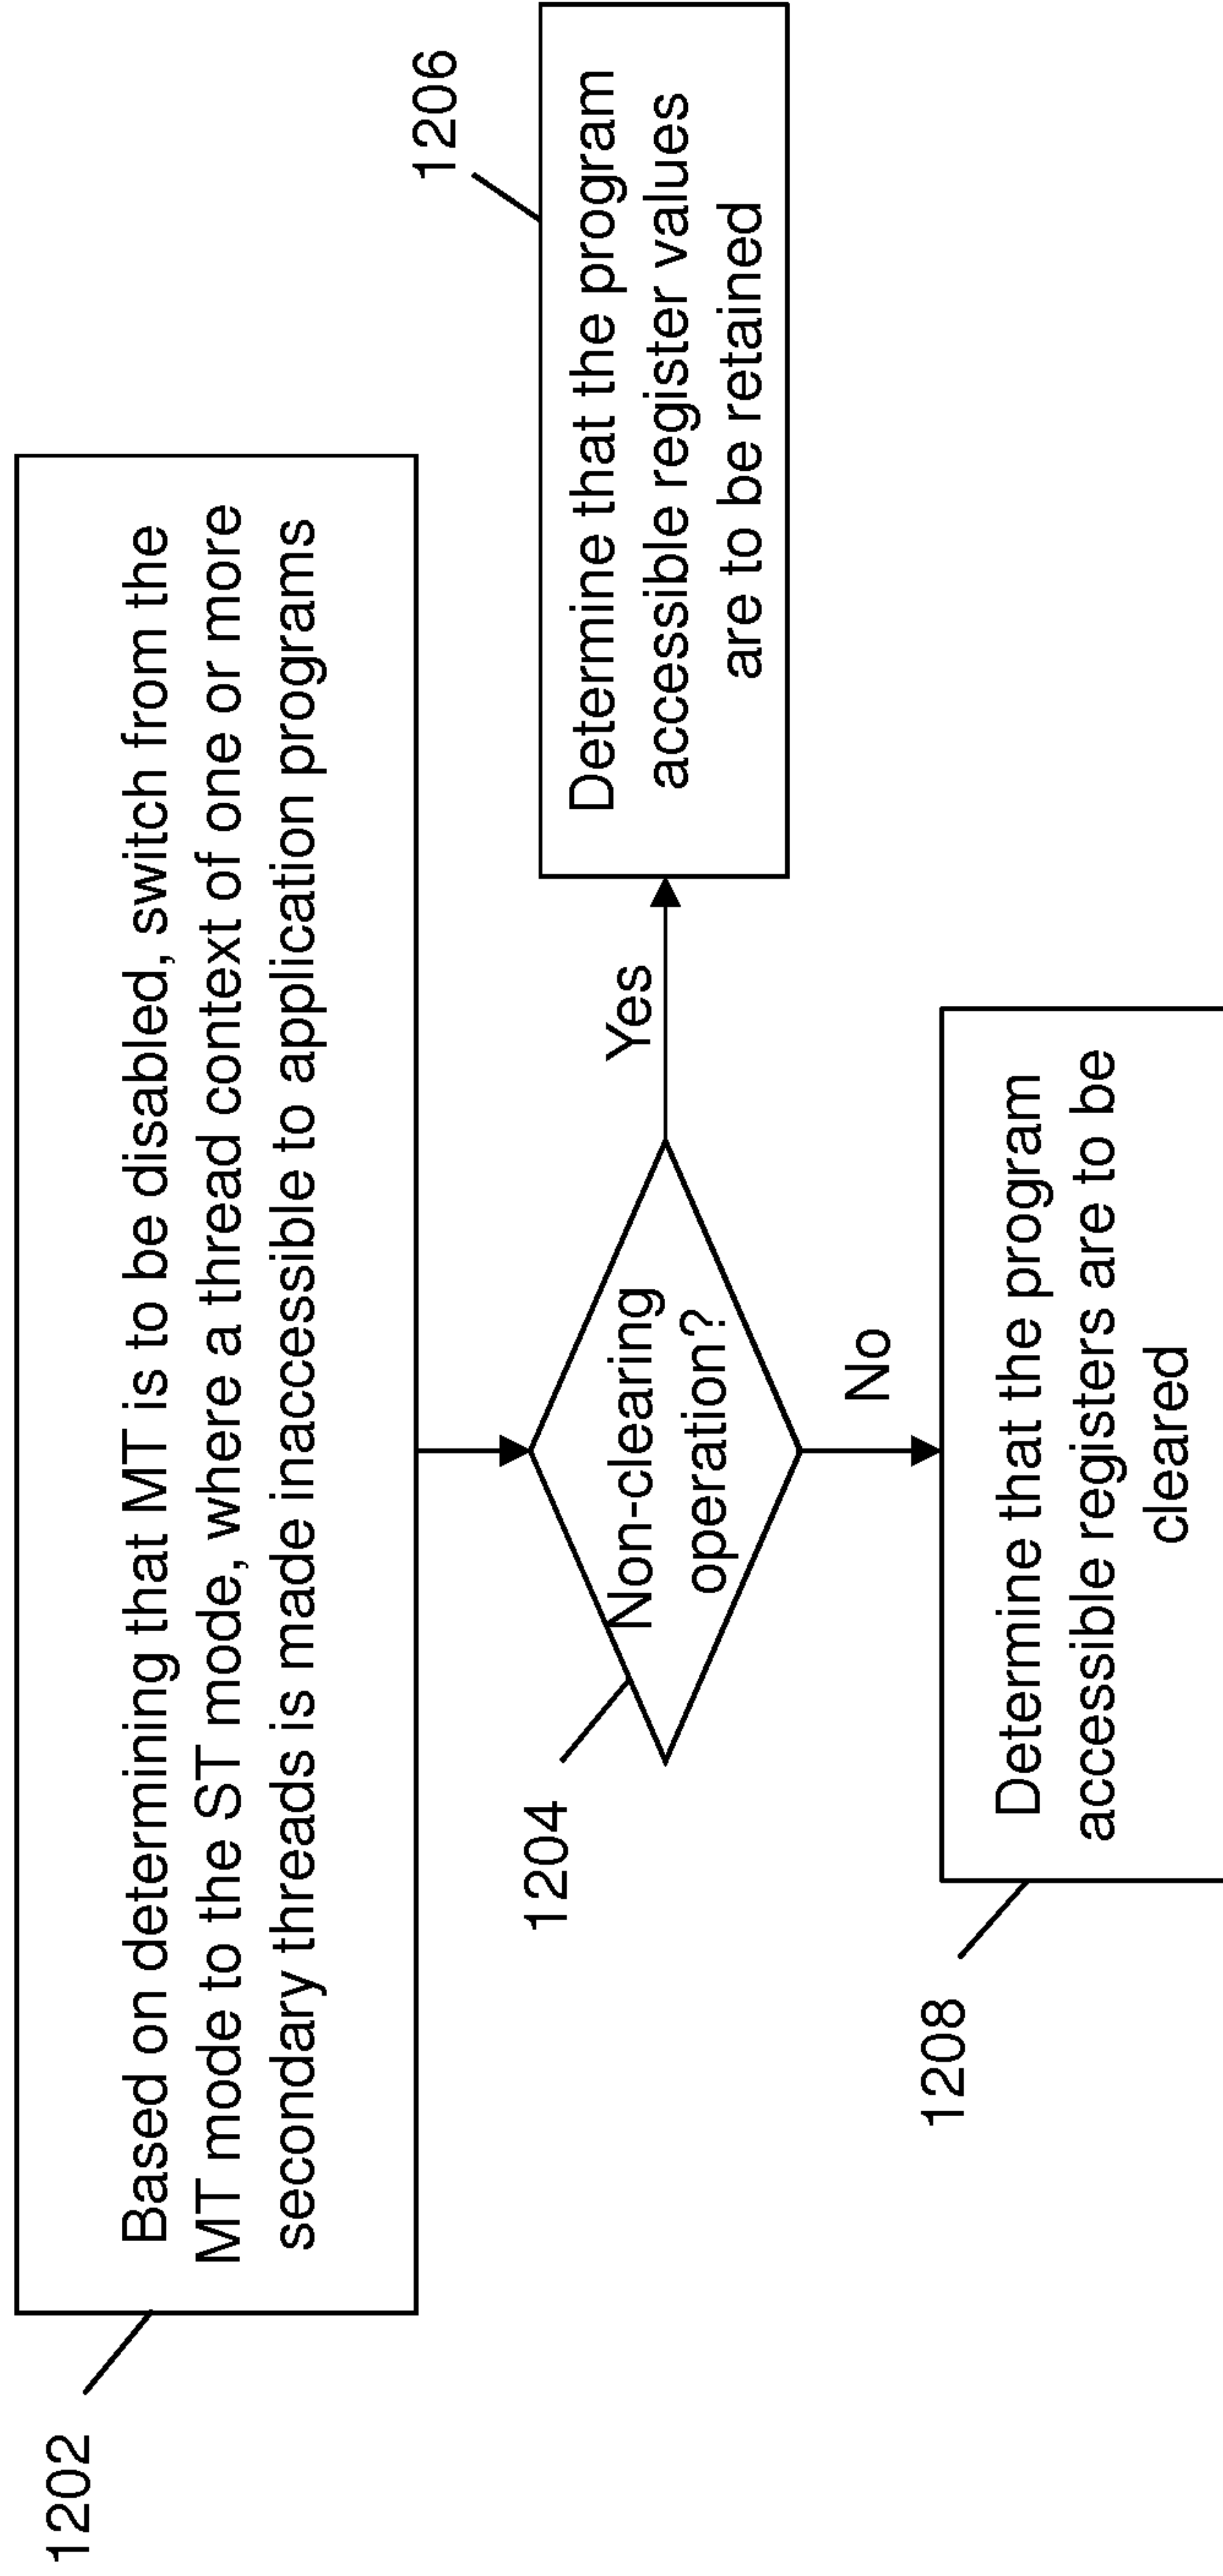 1202
Based on determining that MT is to be disabled, switch from the
MT mode to the ST mode, where a thread context of one or more
secondary threads is made inaccessible to application programs
1204
Non-clearing
operation?
Yes
1206
Determine that the program
accessible register values
are to be retained
No
1208
Determine that the program
accessible registers are to be
cleared